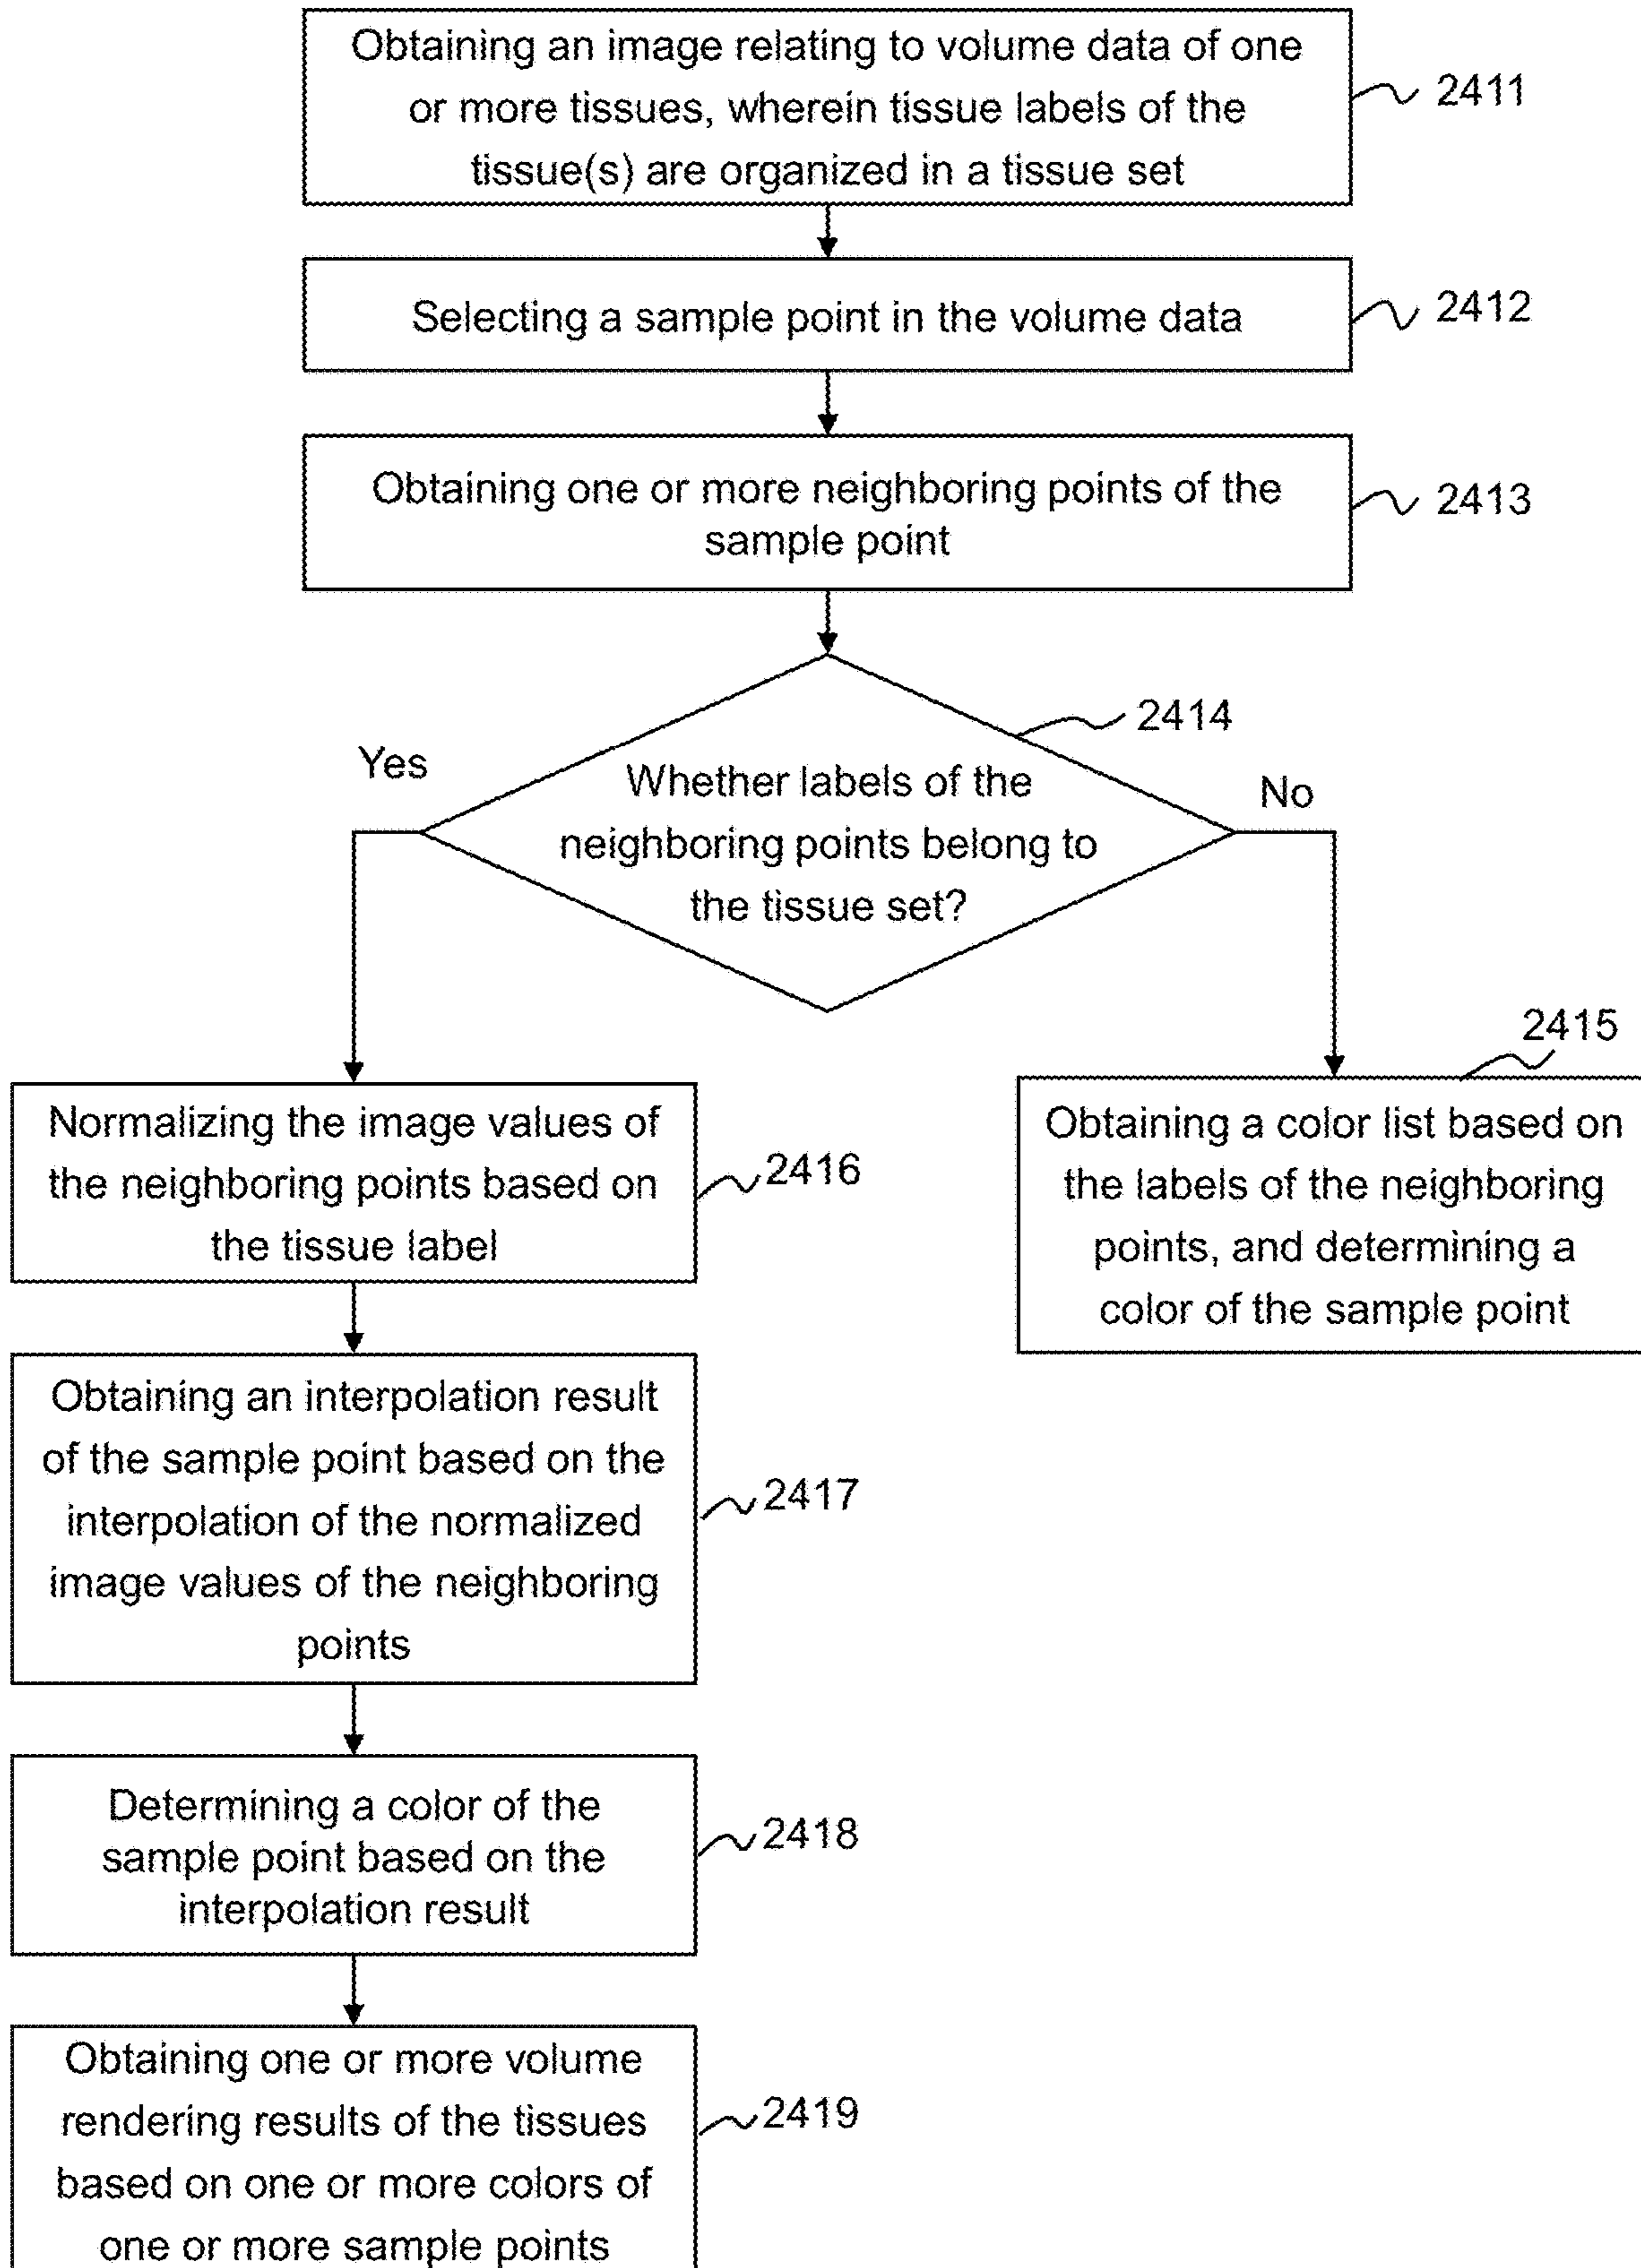 Obtaining an image relating to volume data of one
or more tissues, wherein tissue labels of the
tissue(s) are organized in a tissue set
2411
Selecting a sample point in the volume data
2412
Obtaining one or more neighboring points of the
sample point
2413
2414
Yes
Whether labels of the
neighboring points belong to
the tissue set?
No
2415
Obtaining a color list based on
the labels of the neighboring
points, and determining a
color of the sample point
Normalizing the image values of
the neighboring points based on
the tissue label
2416
Obtaining an interpolation result
of the sample point based on the
interpolation of the normalized
image values of the neighboring
points
2417
Determining a color of the
sample point based on the
interpolation result
2418
Obtaining one or more volume
rendering results of the tissues
based on one or more colors of
one or more sample points
2419